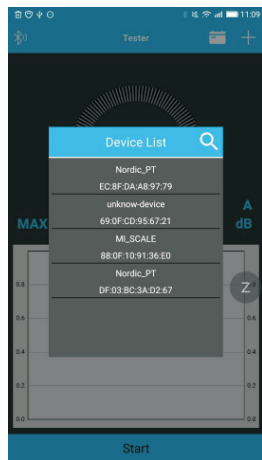 11:09
Tester
Device List
Nordic_PT
EC:8F:DA:A8:97:79
unknow-device
69:0F:CD:95:67:21
MI_SCALE
88:0F:10:91:36:E0
Nordic_PT
DF:03:BC:3A:D2:67
A
MAX
dB
0.8
Z
0.6
0.6
0.4
0.4
0.2
0.2
0.0
0.0
Start